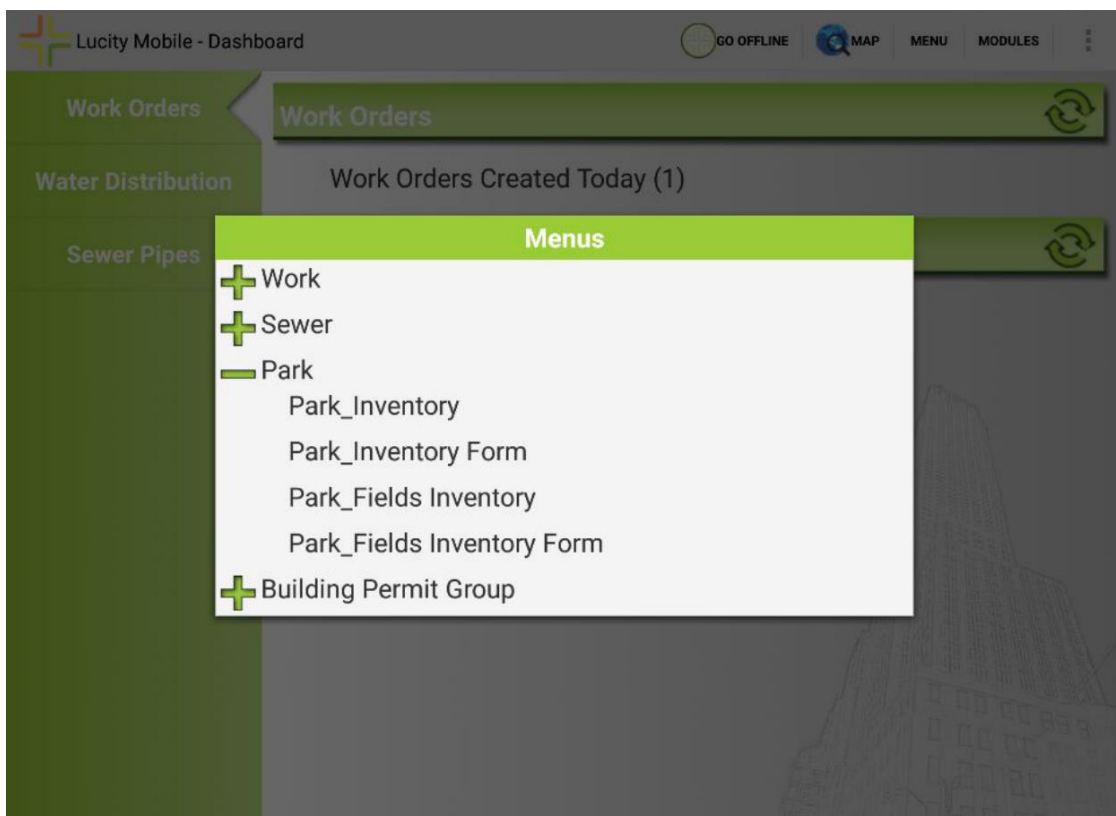 Lucity Mobile - Dashboard GO OFFLINE MAP MENU MODULES
Work Orders
Work Orders
Water Distribution
Work Orders Created Today (1)
Sewer Pipes
Menus
Work
Sewer
Park
Park_Inventory
Park_Inventory Form
Park_Fields Inventory
Park_Fields Inventory Form
Building Permit Group